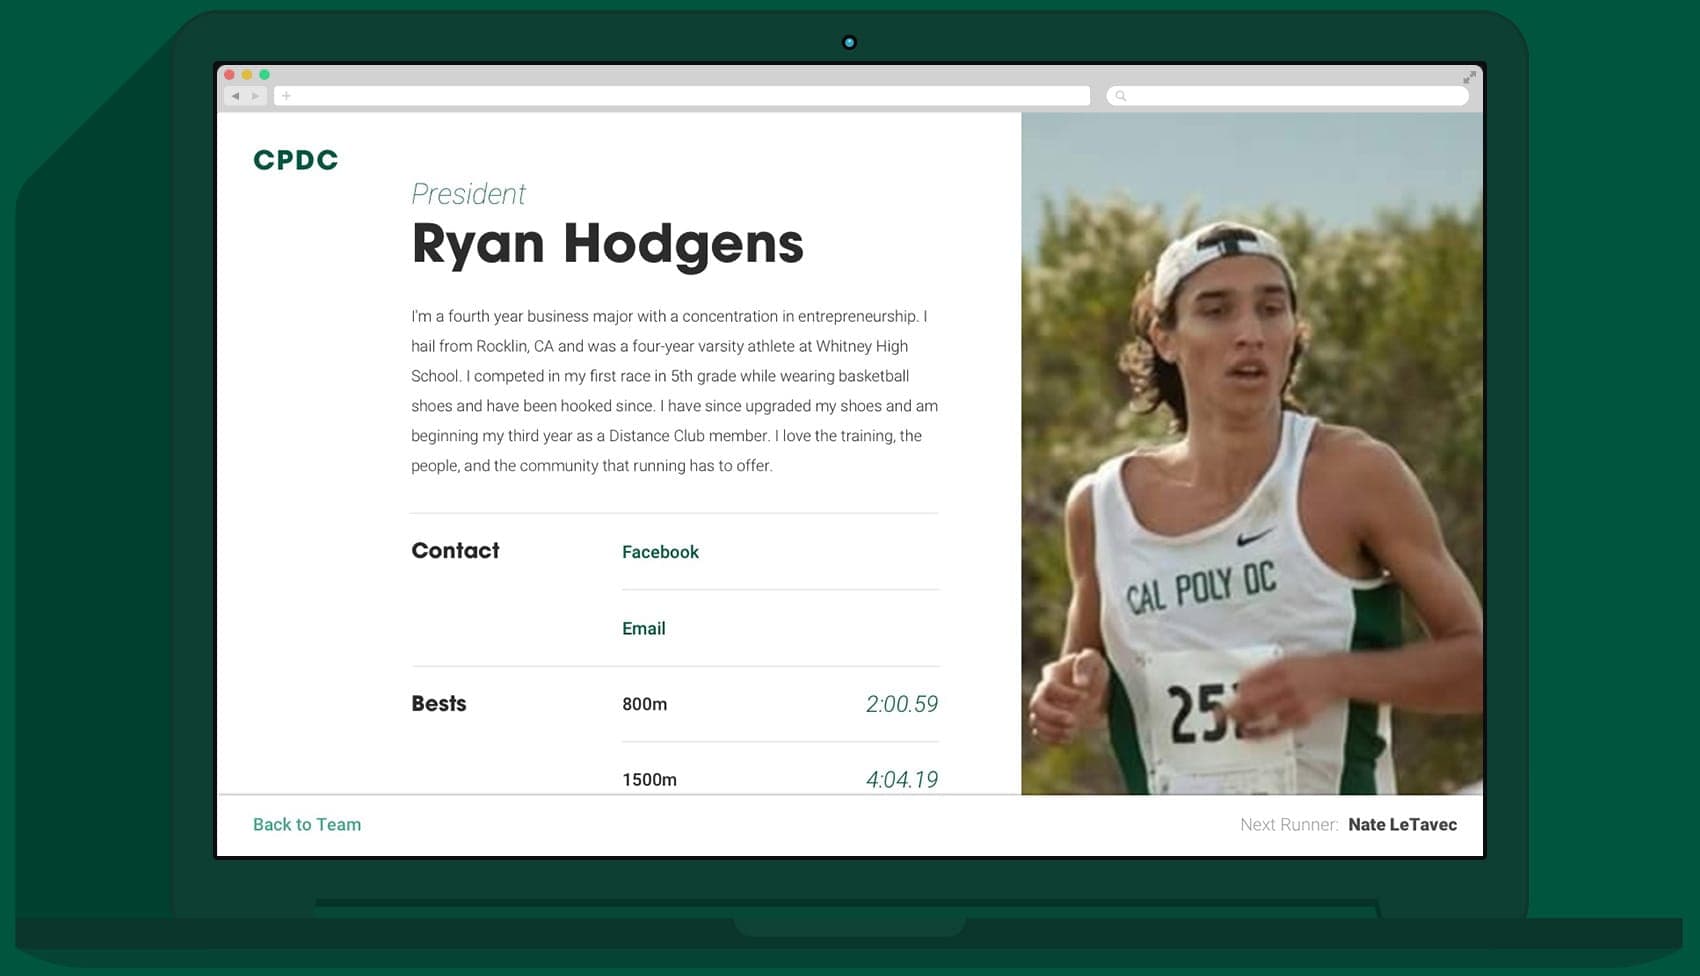 CPDC
President
Ryan Hodgens
I'm a fourth year business major with a concentration in entrepreneurship. I
hail from Rocklin, CA and was a four-year varsity athlete at Whitney High
School. I competed in my first race in 5th grade while wearing basketball
shoes and have been hooked since. I have since upgraded my shoes and am
beginning my third year as a Distance Club member. I love the training, the
people, and the community that running has to offer.
Contact
Facebook
Email
Bests
800m 2:00.59
1500m 4:04.19
CAL POLY DC
Back to Team
Next Runner: Nate LeTavec